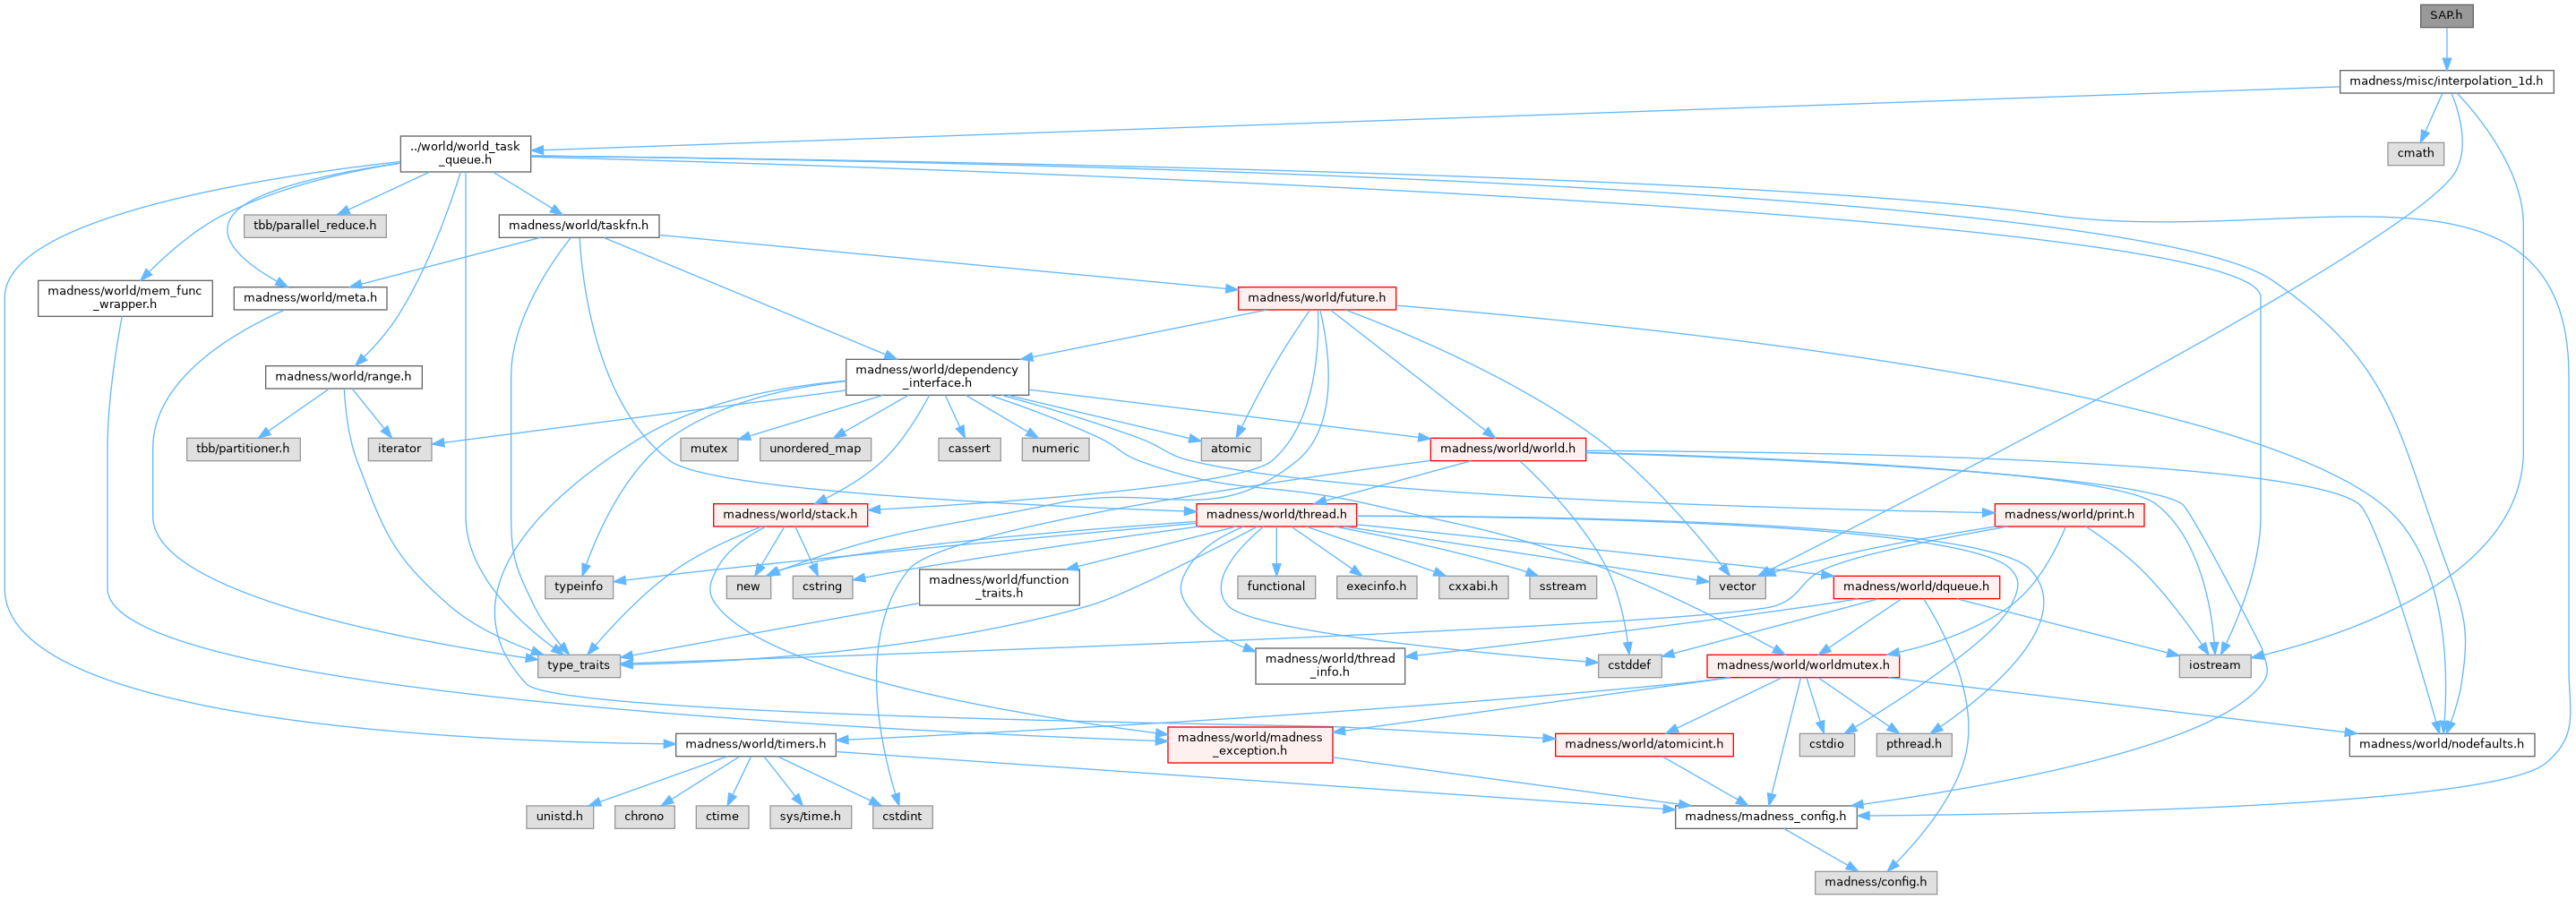 SAP.h
madness/misc/interpolation_1d.h
../world/world_task
_queue.h
cmath
tbb/parallel_reduce.h
madness/world/taskfn.h
madness/world/mem_func
_wrapper.h
madness/world/meta.h
madness/world/future.h
madness/world/range.h
madness/world/dependency
_interface.h
tbb/partitioner.h
iterator
mutex
unordered_map
cassert
numeric
atomic
madness/world/world.h
madness/world/stack.h
madness/world/thread.h
madness/world/print.h
typeinfo
new
cstring
madness/world/function
_traits.h
functional
execinfo.h
cxxabi.h
sstream
vector
madness/world/dqueue.h
type_traits
madness/world/thread
_info.h
cstddef
madness/world/worldmutex.h
iostream
madness/world/timers.h
madness/world/madness
_exception.h
madness/world/atomicint.h
cstdio
pthread.h
madness/world/nodefaults.h
unistd.h
chrono
ctime
sys/time.h
cstdint
madness/madness_config.h
madness/config.h